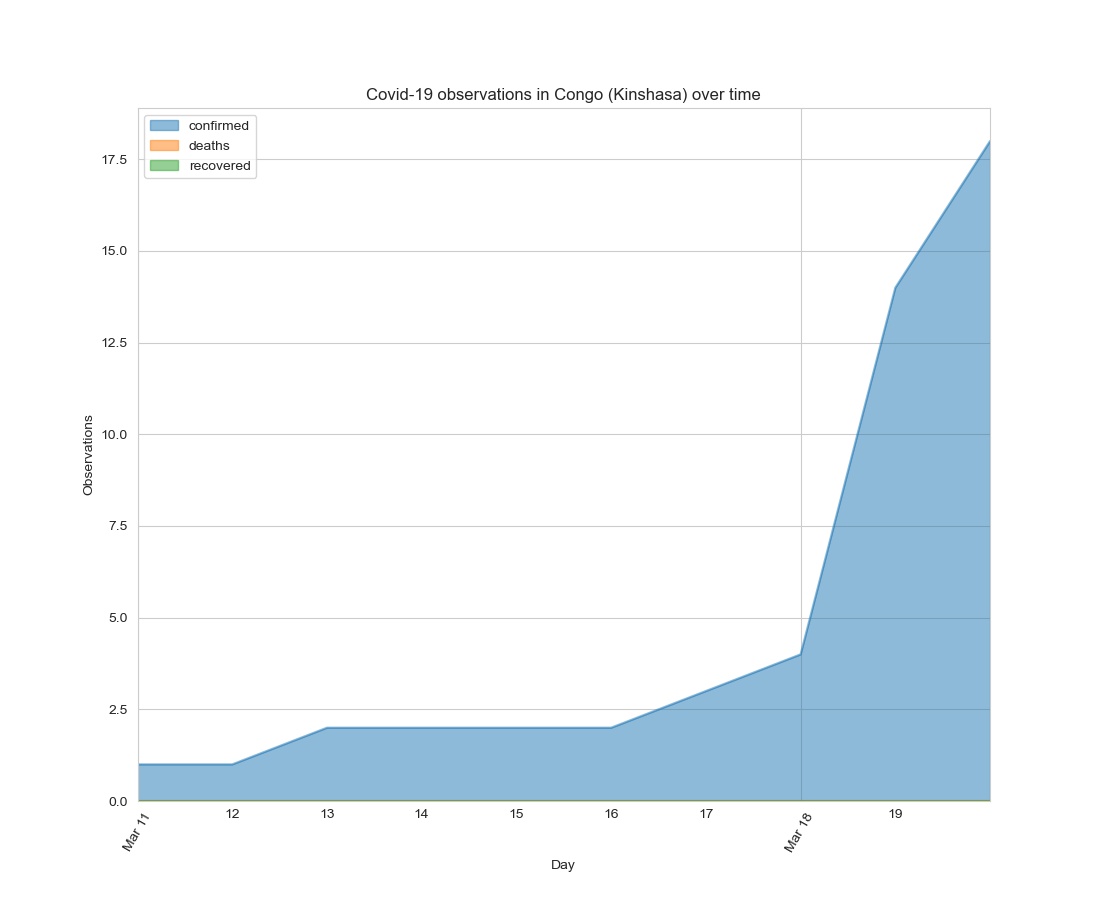 Covid-19 observations in Congo (Kinshasa) over time
confirmed
deaths
recovered
17.5
15.0
12.5
10.0
7.5
5.0
2.5
0.0
Observations
Mar 11
12
13
14
15
16
17
Mar 18
19
Day